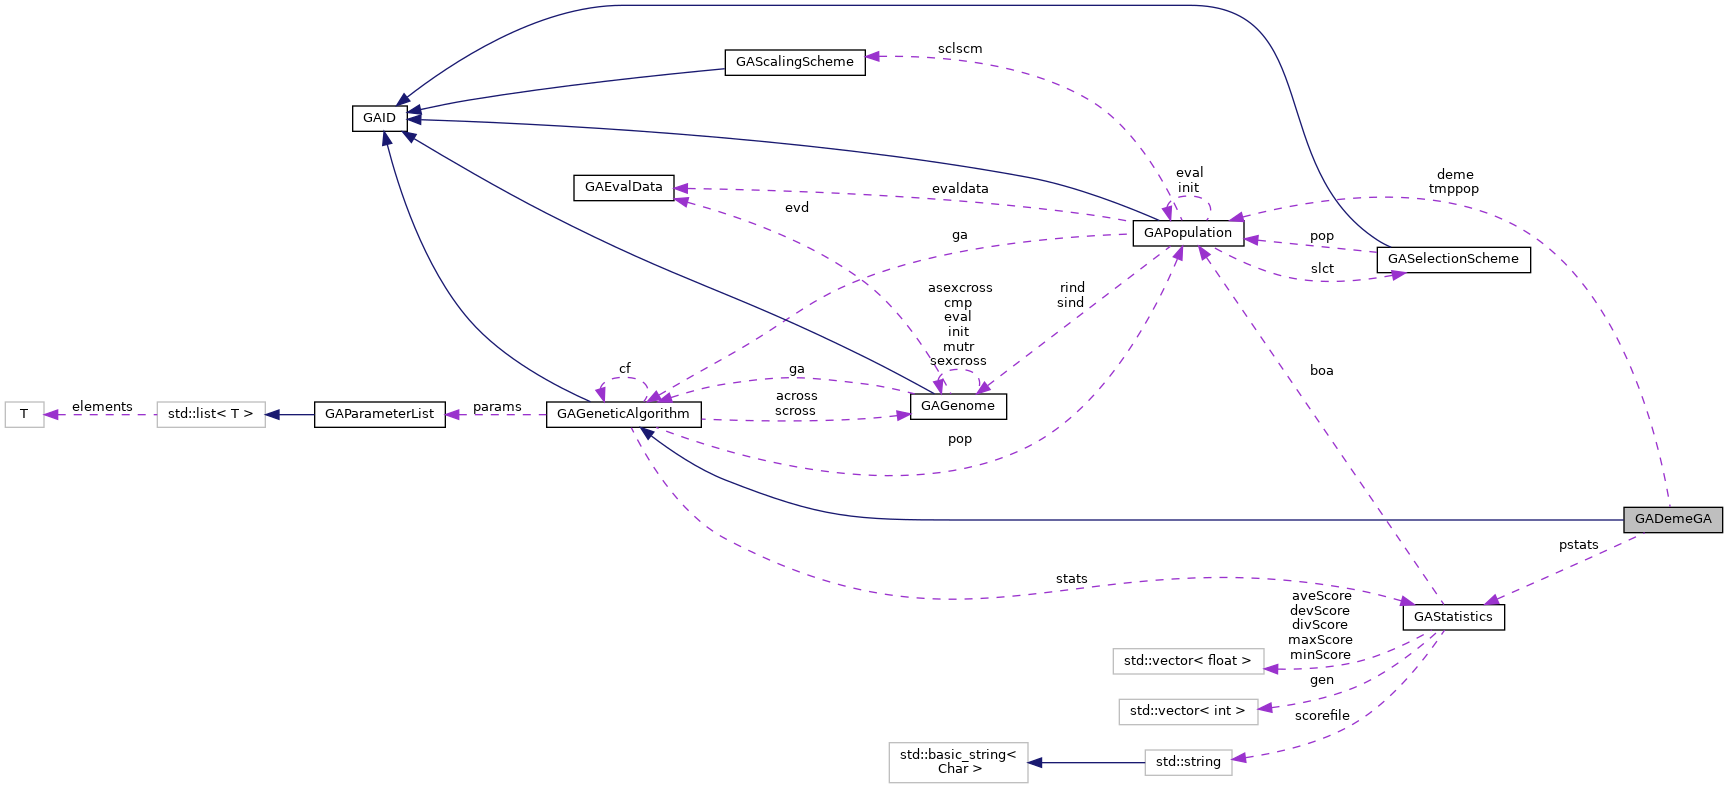 sclscm
GAScalingScheme
GAID
eval
init
deme
tmppop
GAEvalData
evaldata
evd
ga
GAPopulation
pop
GASelectionScheme
slct
rind
sind
asexcross
cmp
eval
init
mutr
sexcross
cf
ga
boa
T
elements
std::list< T >
GAParameterList
params
GAGeneticAlgorithm
across
scross
GAGenome
pop
GADemeGA
pstats
stats
GAStatistics
aveScore
devScore
divScore
maxScore
minScore
std::vector< float >
gen
std::vector< int >
scorefile
std::basic_string<
Char >
std::string